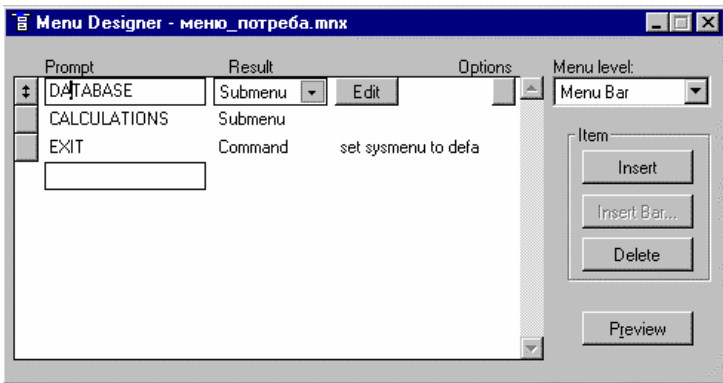 Menu Designer - меню_потреба.mnx
Prompt Result Options Menu level:
DATABASE Submenu Edit Menu Bar
CALCULATIONS Submenu
EXIT Command set sysmenu to defa
Item
Insert
Insert Bar...
Delete
Preview